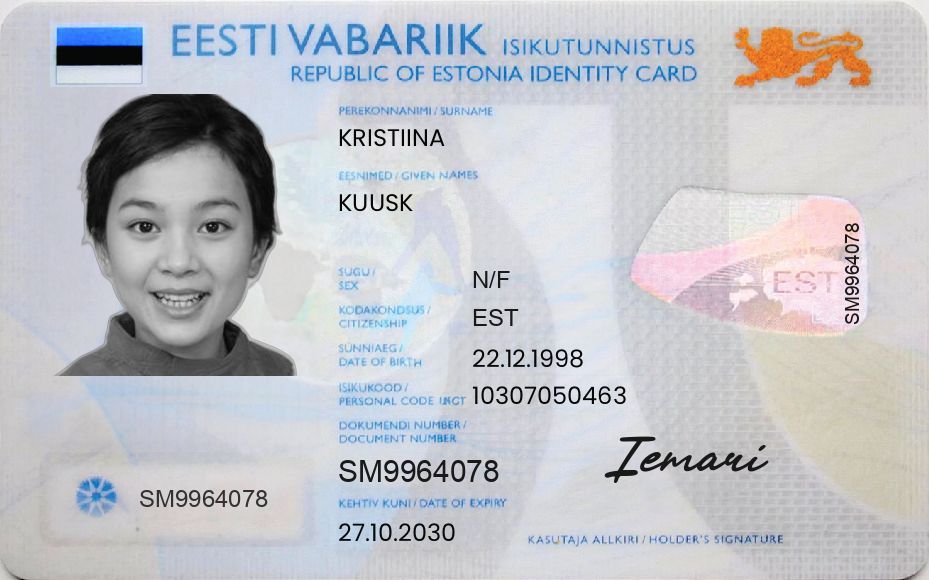 EESTI VABARIIK ISIKUTUNNISTUS
REPUBLIC OF ESTONIA IDENTITY CARD
PEREKONNANIMI / SURNAME
KRISTIINA
EESNIMED / GIVEN NAMES
KUUSK
SUGU /
SEX
N/F
KODAKONDSUS /
CITIZENSHIP
EST
SÜNNIAEG /
DATE OF BIRTH
22.12.1998
ISIKUKOOD /
PERSONAL CODE
10307050463
DOKUMENDI NUMBER /
DOCUMENT NUMBER
SM9964078
KEHTIV KUNI / DATE OF EXPIRY
27.10.2030
SM9964078
EST
SM9964078
Iemari
KASUTAJA ALLKIRI / HOLDER'S SIGNATURE